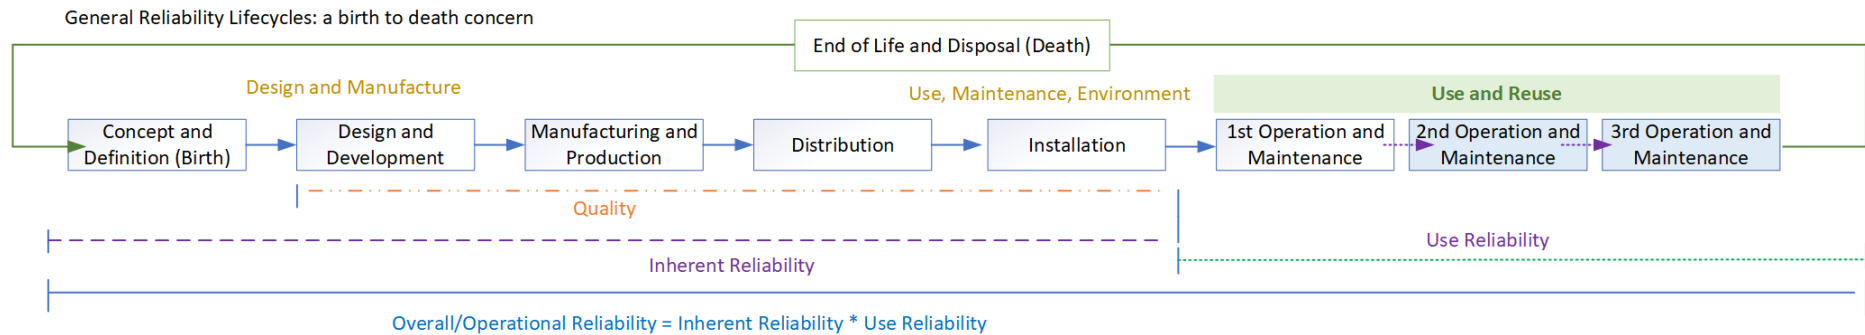 General Reliability Lifecycles: a birth to death concern
End of Life and Disposal (Death)
Design and Manufacture
Use, Maintenance, Environment
Use and Reuse
Concept and
Definition (Birth)
Design and
Development
Manufacturing and
Production
Distribution
Installation
1st Operation and
Maintenance
2nd Operation and
Maintenance
3rd Operation and
Maintenance
Quality
Use Reliability
Inherent Reliability
Overall/Operational Reliability = Inherent Reliability * Use Reliability